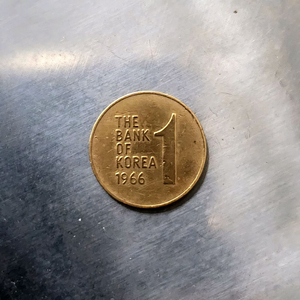 THE
BANK
OF
KOREA
1966
1